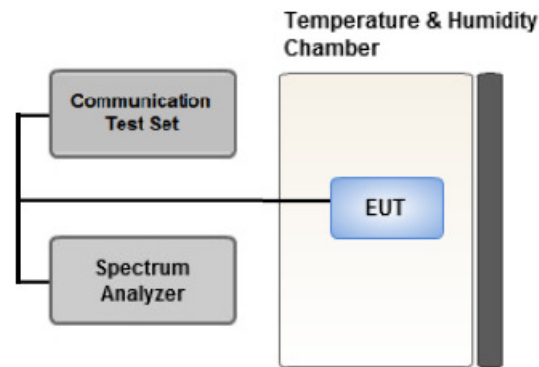 Temperature & Humidity
Chamber
Communication
Test Set
EUT
Spectrum
Analyzer